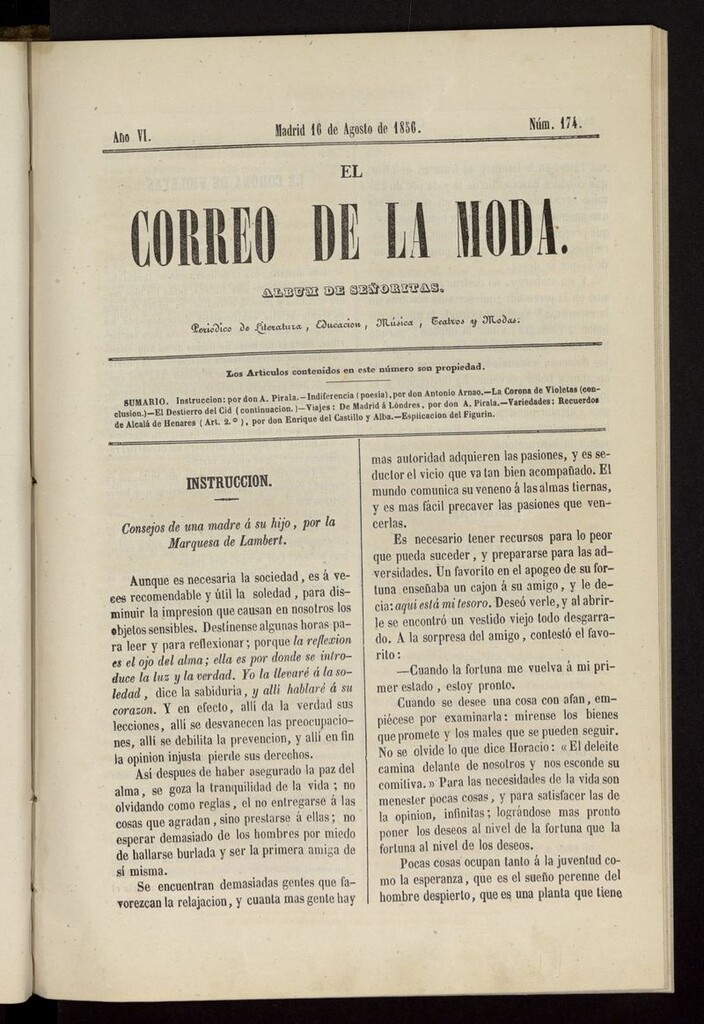 Año VI.
Madrid 16 de Agosto de 1856.
Núm. 174.
EL
CORREO DE LA MODA.
ALBUM DE SEÑORITAS.
Periódico de Literatura, Educacion, Música, Teatros y Modas.
Los Artículos contenidos en este número son propiedad.
SUMARIO. Instruccion: por don A. Pirala.—Indiferencia (poesia), por don Antonio Arnao.—La Corona de Violetas (con-
clusion.)—El Destierro del Cid (continuacion.)—Viajes: De Madrid á Lóndres, por don A. Pirala.—Variedades: Recuerdos
de Alcalá de Henares (Art. 2.º), por don Enrique del Castillo y Alba.—Esplicacion del Figurin.
INSTRUCCION.
Consejos de una madre á su hijo, por la
Marquesa de Lambert.
Aunque es necesaria la sociedad, es á ve-
ces recomendable y útil la soledad, para dis-
minuir la impresion que causan en nosotros los
objetos sensibles. Destínense algunas horas pa-
ra leer y para reflexionar; porque la reflexion
es el ojo del alma; ella es por donde se intro-
duce la luz y la verdad. Yo la llevaré á la so-
ledad, dice la sabiduria, y alli hablaré á su
corazon. Y en efecto, allí da la verdad sus
lecciones, allí se desvanecen las preocupacio-
nes, allí se debilita la prevencion, y allí en fin
la opinion injusta pierde sus derechos.
Así despues de haber asegurado la paz del
alma, se goza la tranquilidad de la vida; no
olvidando como reglas, el no entregarse á las
cosas que agradan, sino prestarse á ellas; no
esperar demasiado de los hombres por miedo
de hallarse burlada y ser la primera amiga de
sí misma.
Se encuentran demasiadas gentes que fa-
vorezcan la relajacion, y cuanta mas gente hay
mas autoridad adquieren las pasiones, y es se-
ductor el vicio que va tan bien acompañado. El
mundo comunica su veneno á las almas tiernas,
y es mas fácil precaver las pasiones que ven-
cerlas.
Es necesario tener recursos para lo peor
que pueda suceder, y prepararse para las ad-
versidades. Un favorito en el apogeo de su for-
tuna enseñaba un cajon á su amigo, y le de-
cia: aquí está mi tesoro. Deseó verle, y al abrir-
le se encontró un vestido viejo todo desgarra-
do. A la sorpresa del amigo, contestó el favo-
rito:
—Cuando la fortuna me vuelva á mi pri-
mer estado, estoy pronto.
Cuando se desee una cosa con afan, em-
piécese por examinarla: mírense los bienes
que promete y los males que se pueden seguir.
No se olvide lo que dice Horacio: «El deleite
camina delante de nosotros y nos esconde su
comitiva.» Para las necesidades de la vida son
menester pocas cosas, y para satisfacer las de
la opinion, infinitas; lográndose mas pronto
poner los deseos al nivel de la fortuna que la
fortuna al nivel de los deseos.
Pocas cosas ocupan tanto á la juventud co-
mo la esperanza, que es el sueño perenne del
hombre despierto, que es una planta que tiene